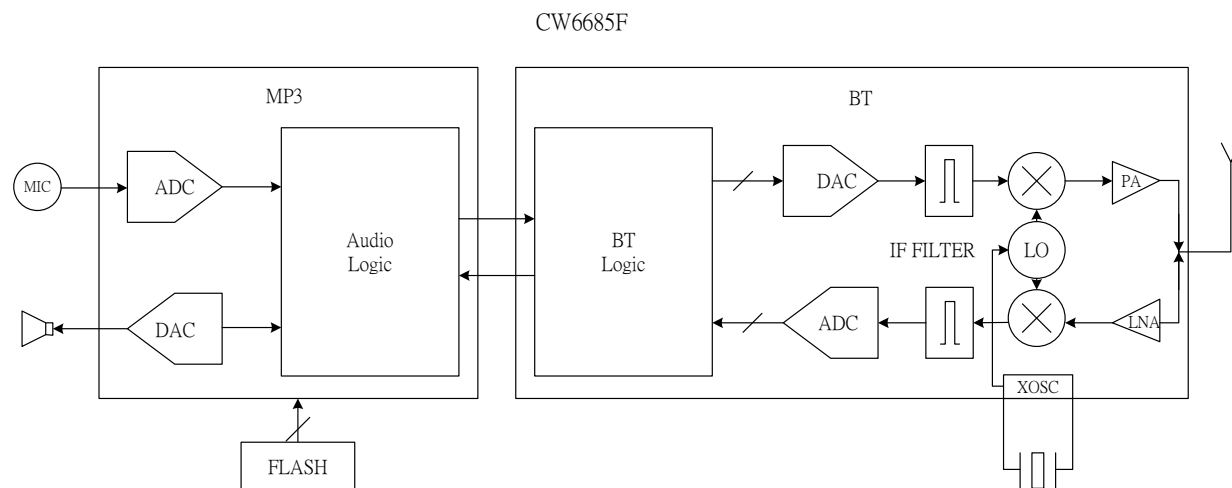 CW6685F
MP3
BT
MIC
ADC
DAC
PA
Audio
Logic
BT
Logic
IF FILTER
LO
DAC
ADC
LNA
XOSC
FLASH